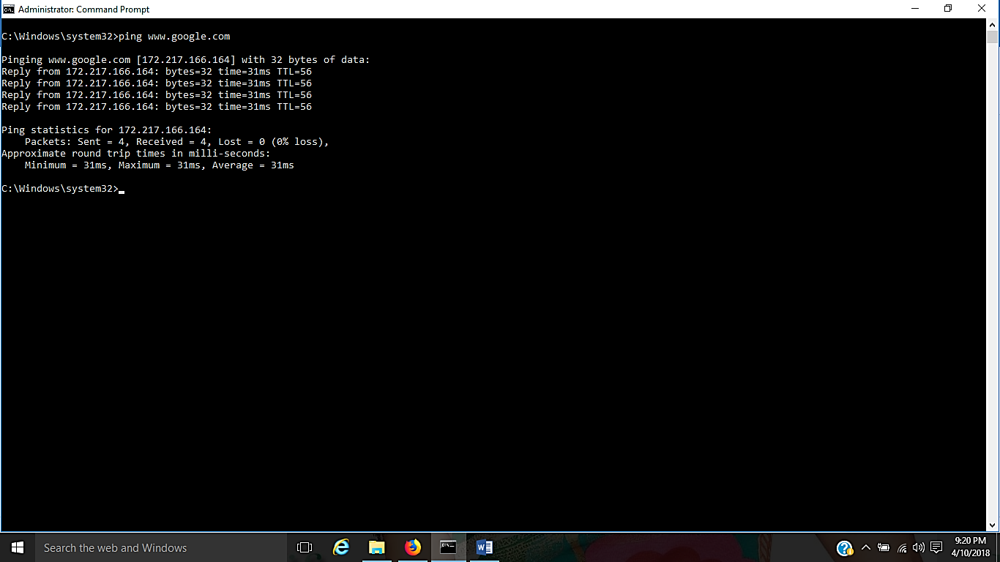 Administrator: Command Prompt
C:\Windows\system32>ping www.google.com
Pinging www.google.com [172.217.166.164] with 32 bytes of data:
Reply from 172.217.166.164: bytes=32 time=31ms TTL=56
Reply from 172.217.166.164: bytes=32 time=31ms TTL=56
Reply from 172.217.166.164: bytes=32 time=31ms TTL=56
Reply from 172.217.166.164: bytes=32 time=31ms TTL=56
Ping statistics for 172.217.166.164:
    Packets: Sent = 4, Received = 4, Lost = 0 (0% loss),
Approximate round trip times in milli-seconds:
    Minimum = 31ms, Maximum = 31ms, Average = 31ms
C:\Windows\system32>
Search the web and Windows
9:20 PM
4/10/2018